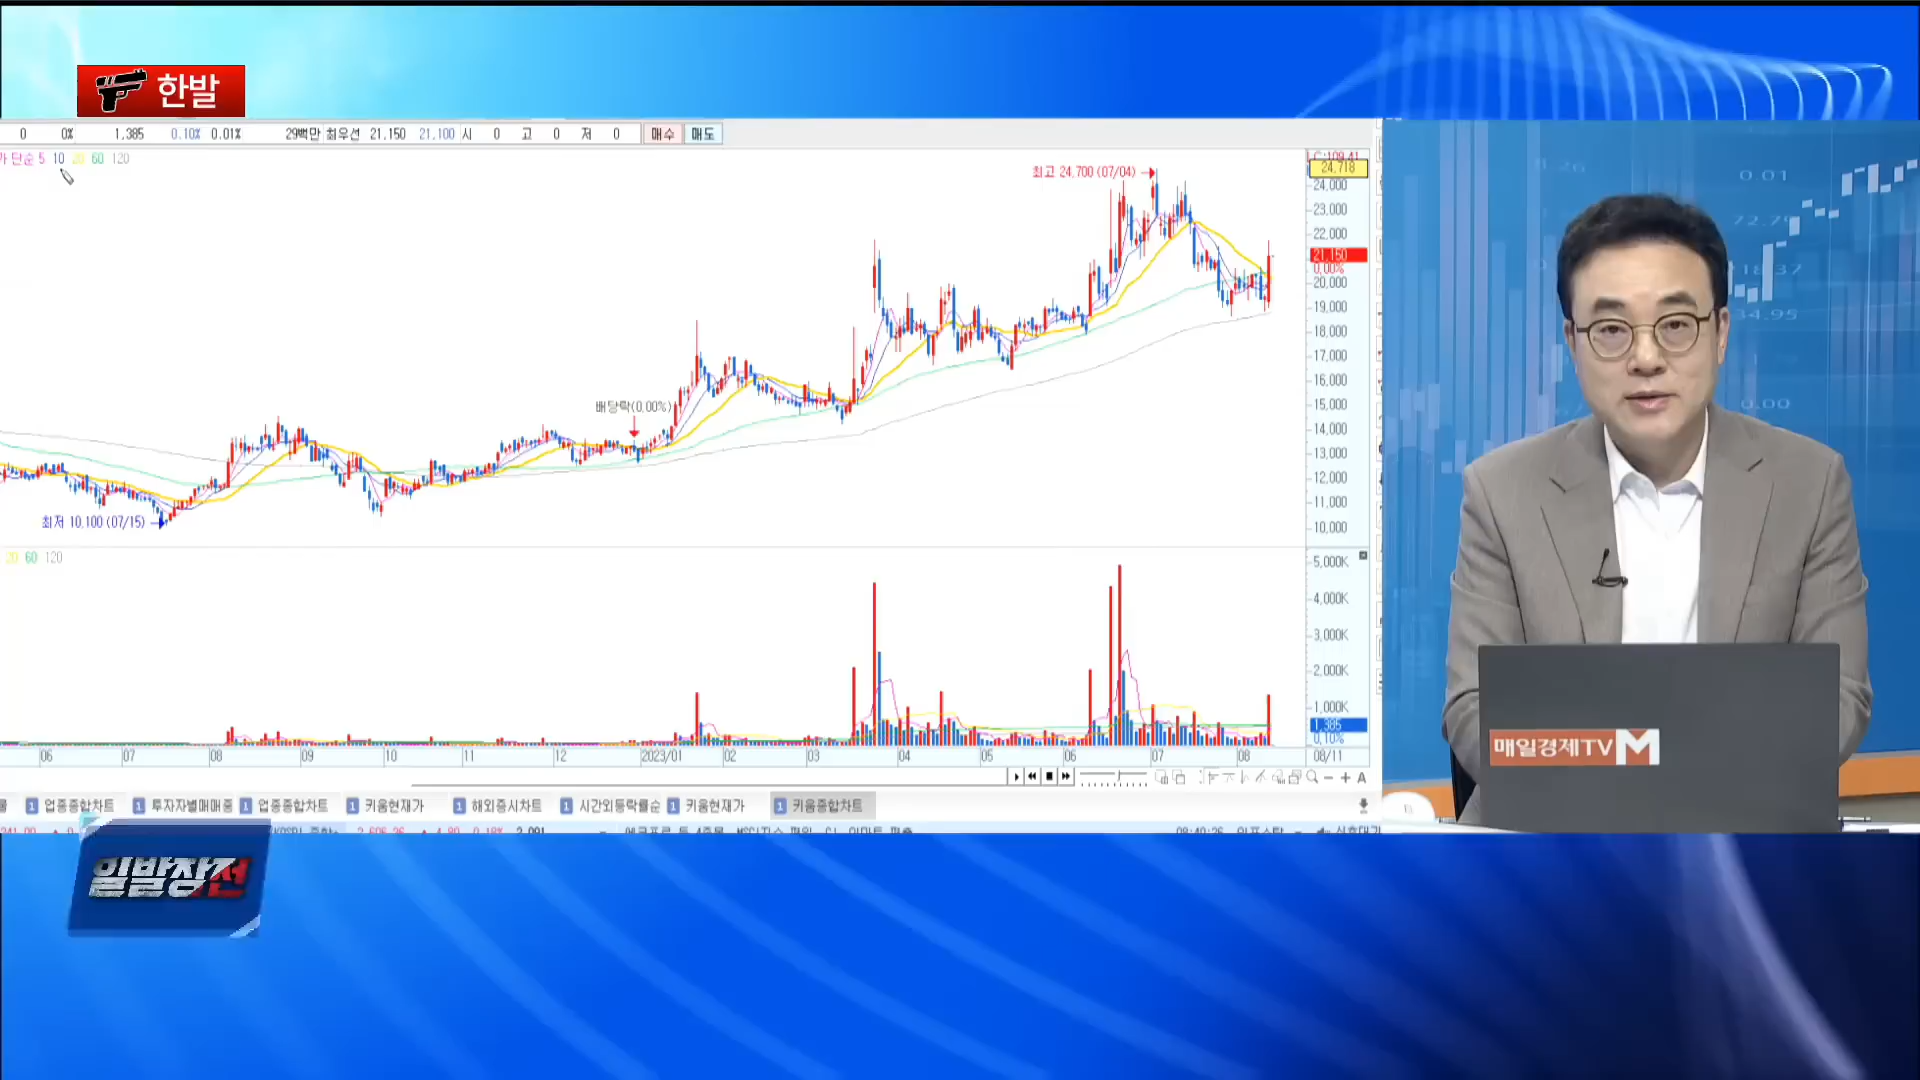 한발
0 0% 1,385 0.10% 0.01% 29백만 최우선 21,150 21,100 시 0 고 0 저 0 매수 매도
가 단순 5 10 20 60 120
최고 24,700 (07/04)
24,718
24,000
23,000
22,000
21,150
0.00%
20,000
19,000
18,000
17,000
16,000
15,000
14,000
13,000
12,000
11,000
10,000
배당락(0.00%)
최저 10,100 (07/15)
20 60 120
5,000K
4,000K
3,000K
2,000K
1,000K
1,385
0.10%
06 07 08 09 10 11 12 2023/01 02 03 04 05 06 07 08 08/11
A
1 업종종합차트 1 투자자별매매종 1 업종종합차트 1 키움현재가 1 해외증시차트 1 시간외등락률순 1 키움현재가 1 키움종합차트
일발장전
매일경제TV M